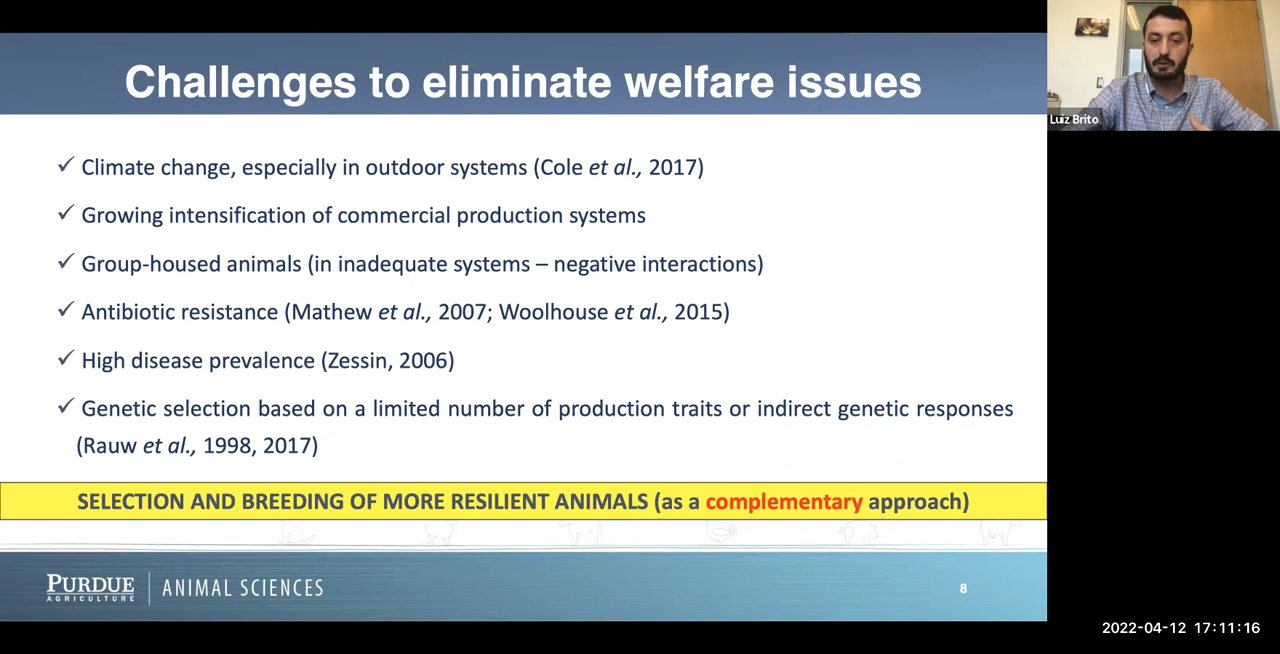 Challenges to eliminate welfare issues
Luiz Brito
✓ Climate change, especially in outdoor systems (Cole et al., 2017)
✓ Growing intensification of commercial production systems
✓ Group-housed animals (in inadequate systems – negative interactions)
✓ Antibiotic resistance (Mathew et al., 2007; Woolhouse et al., 2015)
✓ High disease prevalence (Zessin, 2006)
✓ Genetic selection based on a limited number of production traits or indirect genetic responses
(Rauw et al., 1998, 2017)
SELECTION AND BREEDING OF MORE RESILIENT ANIMALS (as a complementary approach)
PURDUE
AGRICULTURE
ANIMAL SCIENCES
8
2022-04-12 17:11:16